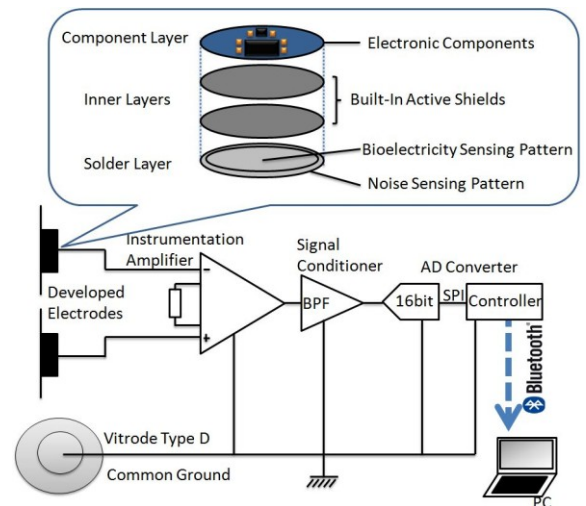 Component Layer
Electronic Components
Inner Layers
Built-In Active Shields
Bioelectricity Sensing Pattern
Solder Layer
Noise Sensing Pattern
Instrumentation
Amplifier
Signal
Conditioner
AD Converter
Developed
Electrodes
−
+
BPF
16bit
SPI
Controller
Bluetooth
Vitrode Type D
Common Ground
PC